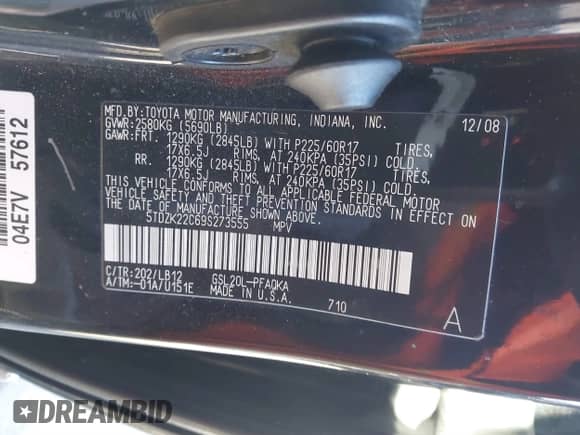 04E7V 57612
MFD.BY:TOYOTA MOTOR MANUFACTURING, INDIANA, INC. 12/08
GVWR:2580KG (5690LB)
GAWR:FRT. 1290KG (2845LB) WITH P225/60R17 TIRES,
17X6.5J RIMS, AT 240KPA (35PSI) COLD.
RR. 1290KG (2845LB) WITH P225/60R17 TIRES,
17X6.5J RIMS, AT 240KPA (35PSI) COLD.
THIS VEHICLE CONFORMS TO ALL APPLICABLE FEDERAL MOTOR
VEHICLE SAFETY AND THEFT PREVENTION STANDARDS IN EFFECT ON
THE DATE OF MANUFACTURE SHOWN ABOVE.
5TDZK22C69S273555 MPV
C/TR:202/LB12 GSL20L-PFAQKA
A/TM:-01A/U151E MADE IN U.S.A. 710
A
DREAMBID